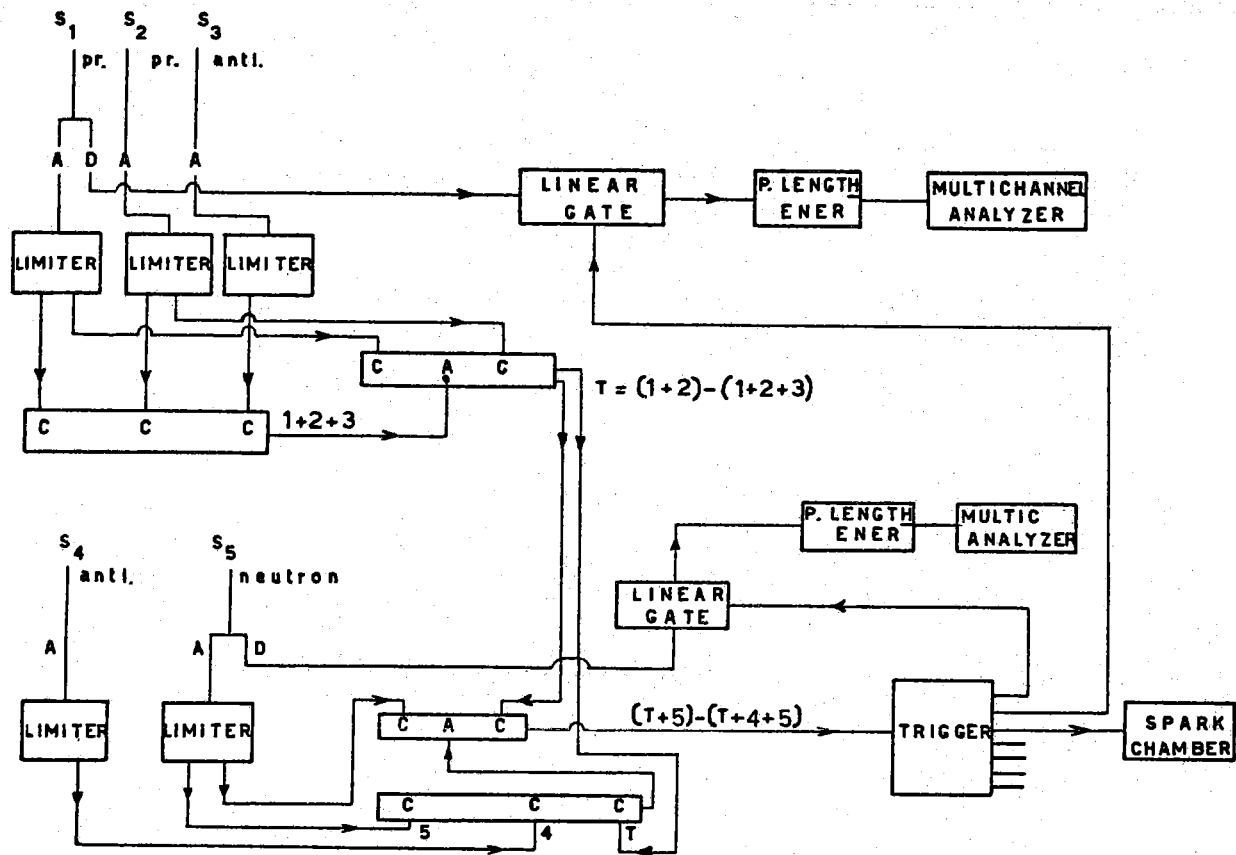 S1 S2 S3
pr. pr. anti.
A D A A
LINEAR GATE
P. LENGTH ENER
MULTICHANNEL ANALYZER
LIMITER LIMITER LIMITER
C A C
T = (1+2)-(1+2+3)
C C C
1+2+3
P. LENGTH ENER
MULTIC ANALYZER
S4 S5
anti. neutron
LINEAR GATE
A A D
LIMITER LIMITER
C A C
(T+5)-(T+4+5)
TRIGGER
SPARK CHAMBER
C C C
5 4 T